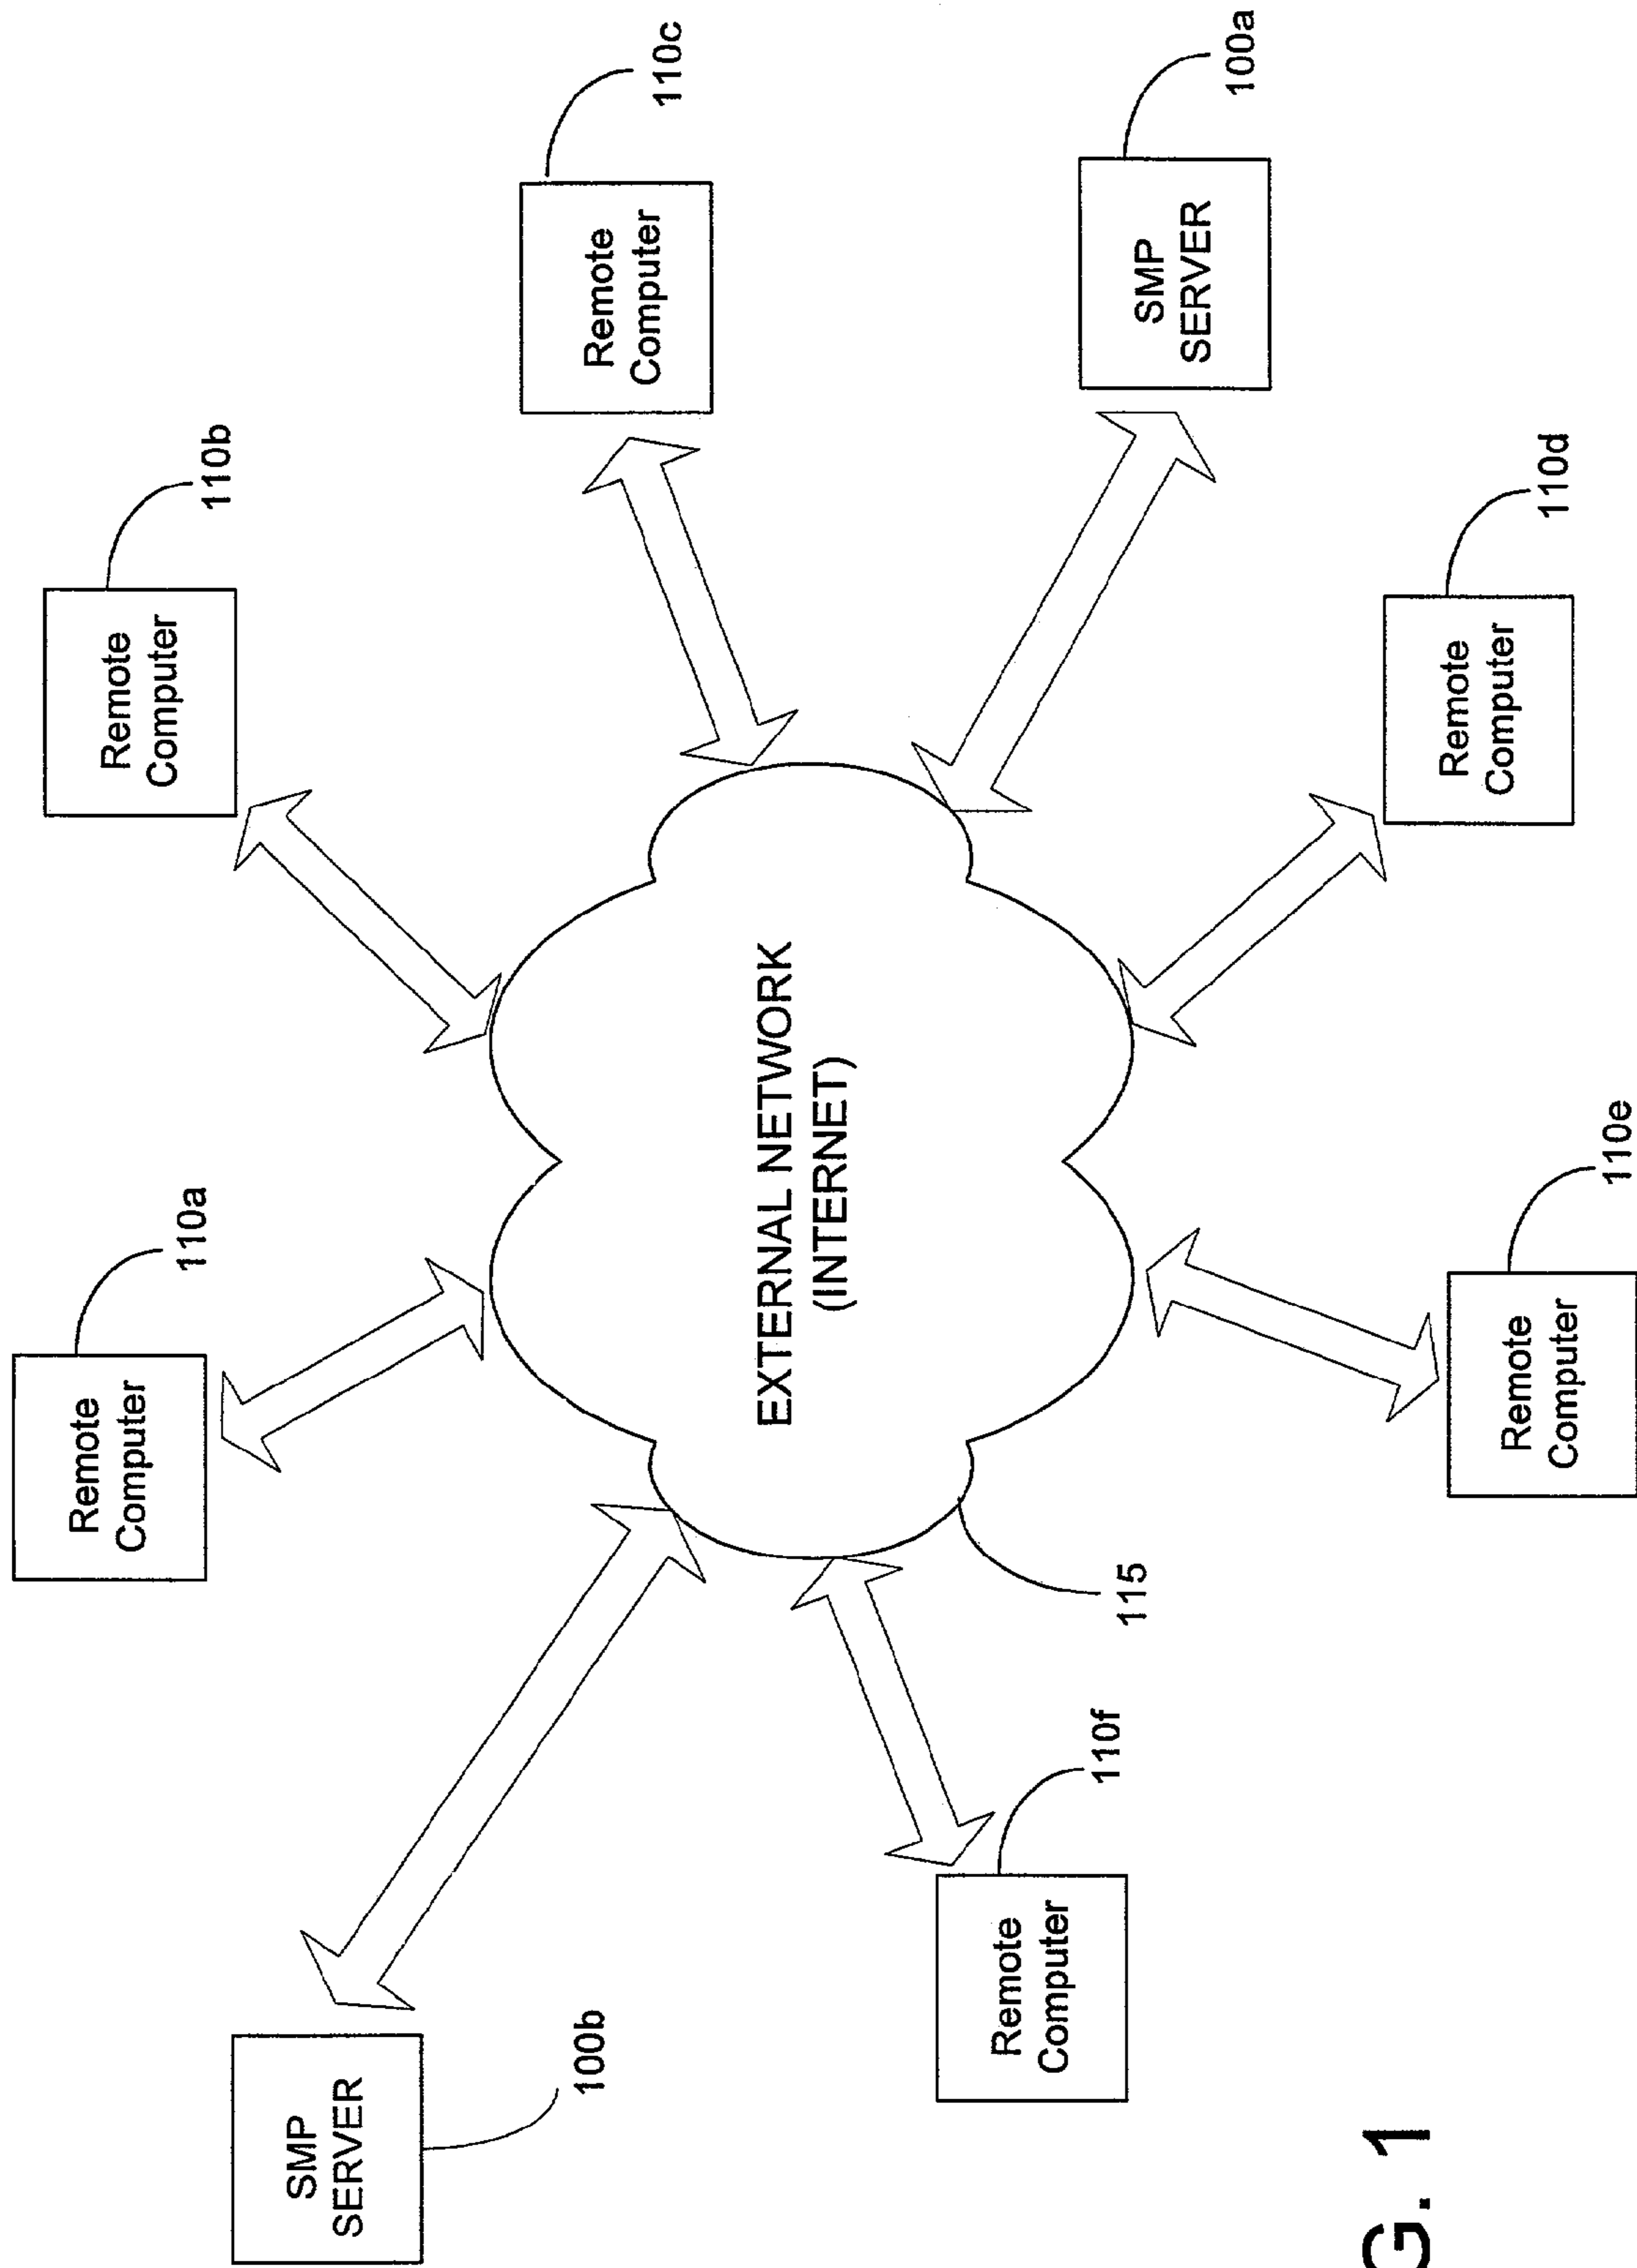 Remote
Computer
110a
Remote
Computer
110b
SMP
SERVER
100b
Remote
Computer
110c
EXTERNAL NETWORK
(INTERNET)
Remote
Computer
110f
115
SMP
SERVER
100a
Remote
Computer
110d
Remote
Computer
110e
G. 1